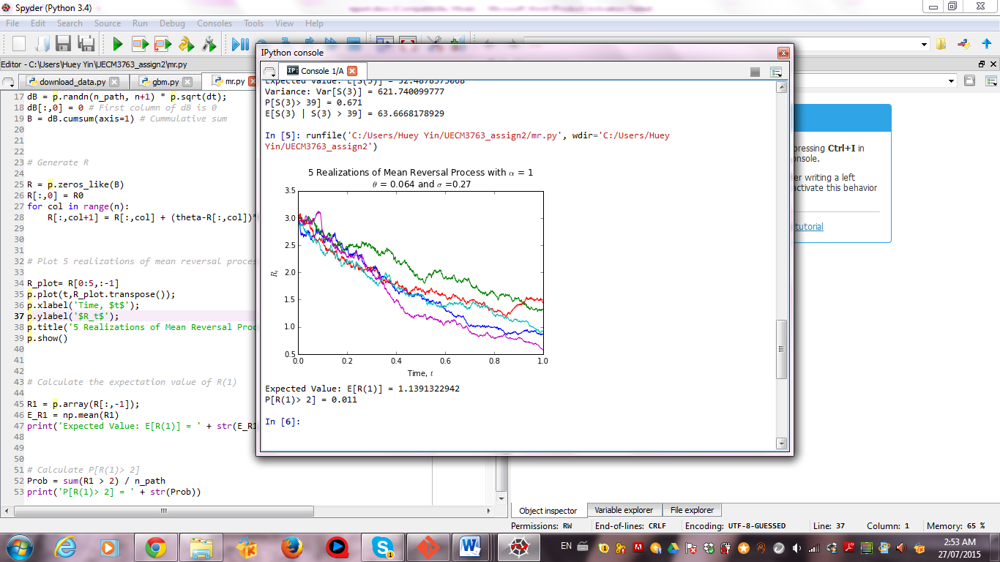 Spyder (Python 3.4)
File Edit Search Source Run Debug Consoles Tools View Help
Editor - C:\Users\Huey Yin\UECM3763_assign2\mr.py
download_data.py gbm.py mr.py
17 dB = p.randn(n_path, n+1) * p.sqrt(dt);
18 dB[:,0] = 0 # First column of dB is 0
19 B = dB.cumsum(axis=1) # Cummulative sum
20
21
22
23 # Generate R
24
25 R = p.zeros_like(B)
26 R[:,0] = R0
27 for col in range(n):
28 R[:,col+1] = R[:,col] + (theta-R[:,col])*
29
30
31
32 # Plot 5 realizations of mean reversal proces
33
34 R_plot= R[0:5,:-1]
35 p.plot(t,R_plot.transpose());
36 p.xlabel('Time, $t$');
37 p.ylabel('$R_t$');
38 p.title('5 Realizations of Mean Reversal Proc
39 p.show()
40
41
42
43 # Calculate the expectation value of R(1)
44
45 R1 = p.array(R[:,-1]);
46 E_R1 = np.mean(R1)
47 print('Expected Value: E[R(1)] = ' + str(E_R1
48
49
50
51 # Calculate P[R(1)> 2]
52 Prob = sum(R1 > 2) / n_path
53 print('P[R(1)> 2] = ' + str(Prob))
IPython console
IP: Console 1/A
Expected Value: E[S(3)] = 52.4878375068
Variance: Var[S(3)] = 621.740099777
P[S(3)> 39] = 0.671
E[S(3) | S(3) > 39] = 63.6668178929
In [5]: runfile('C:/Users/Huey Yin/UECM3763_assign2/mr.py', wdir='C:/Users/Huey
Yin/UECM3763_assign2')
5 Realizations of Mean Reversal Process with α = 1
θ = 0.064 and σ =0.27
3.5
3.0
2.5
2.0
1.5
1.0
0.5
R_t
0.0 0.2 0.4 0.6 0.8 1.0
Time, t
Expected Value: E[R(1)] = 1.1391322942
P[R(1)> 2] = 0.011
In [6]:
pressing Ctrl+I in
onsole.
er writing a left
activate this behavior
tutorial
Object inspector Variable explorer File explorer
Permissions: RW End-of-lines: CRLF Encoding: UTF-8-GUESSED Line: 37 Column: 1 Memory: 65 %
EN
2:53 AM
27/07/2015